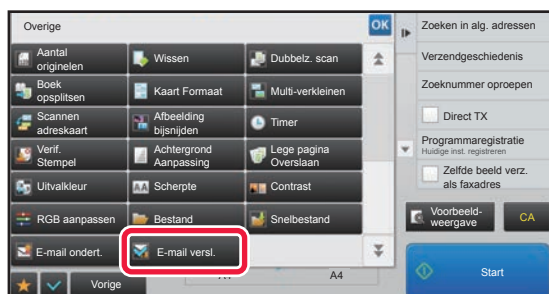 Overige
OK
Aantal
originelen
Wissen
Dubbelz. scan
Boek
opsplitsen
Kaart Formaat
Multi-verkleinen
Scannen
adreskaart
Afbeelding
bijsnijden
Timer
Verif.
Stempel
Achtergrond
Aanpassing
Lege pagina
Overslaan
Uitvalkleur
AA
Scherpte
Contrast
RGB aanpassen
Bestand
Snelbestand
E-mail ondert.
E-mail versl.
Vorige
A4
Zoeken in alg. adressen
Verzendgeschiedenis
Zoeknummer oproepen
Direct TX
Programmaregistratie
Huidige inst. registreren
Zelfde beeld verz.
als faxadres
Voorbeeld-
weergave
CA
Start